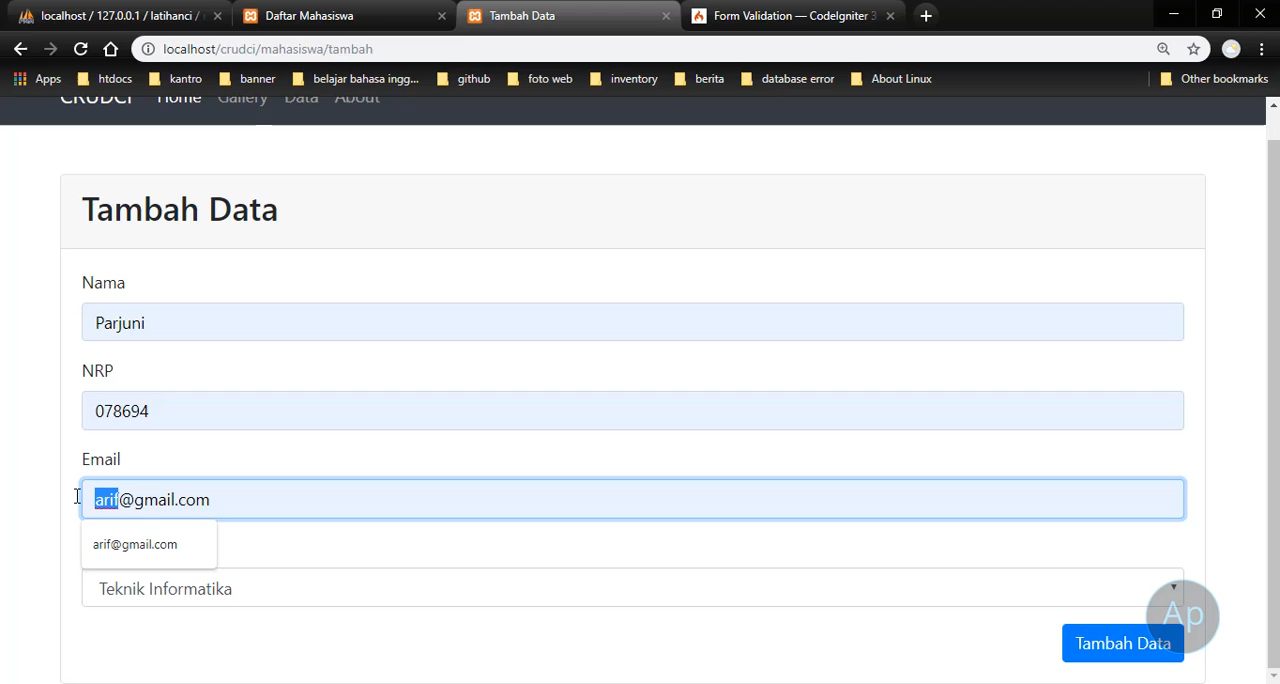 localhost / 127.0.0.1 / latihanci /
Daftar Mahasiswa
Tambah Data
Form Validation — CodeIgniter 3
localhost/crudci/mahasiswa/tambah
Apps
htdocs
kantro
banner
belajar bahasa ingg...
github
foto web
inventory
berita
database error
About Linux
Other bookmarks
CRUDCI Home Gallery Data About
Tambah Data
Nama
Parjuni
NRP
078694
Email
arif@gmail.com
arif@gmail.com
Teknik Informatika
Ap
Tambah Data